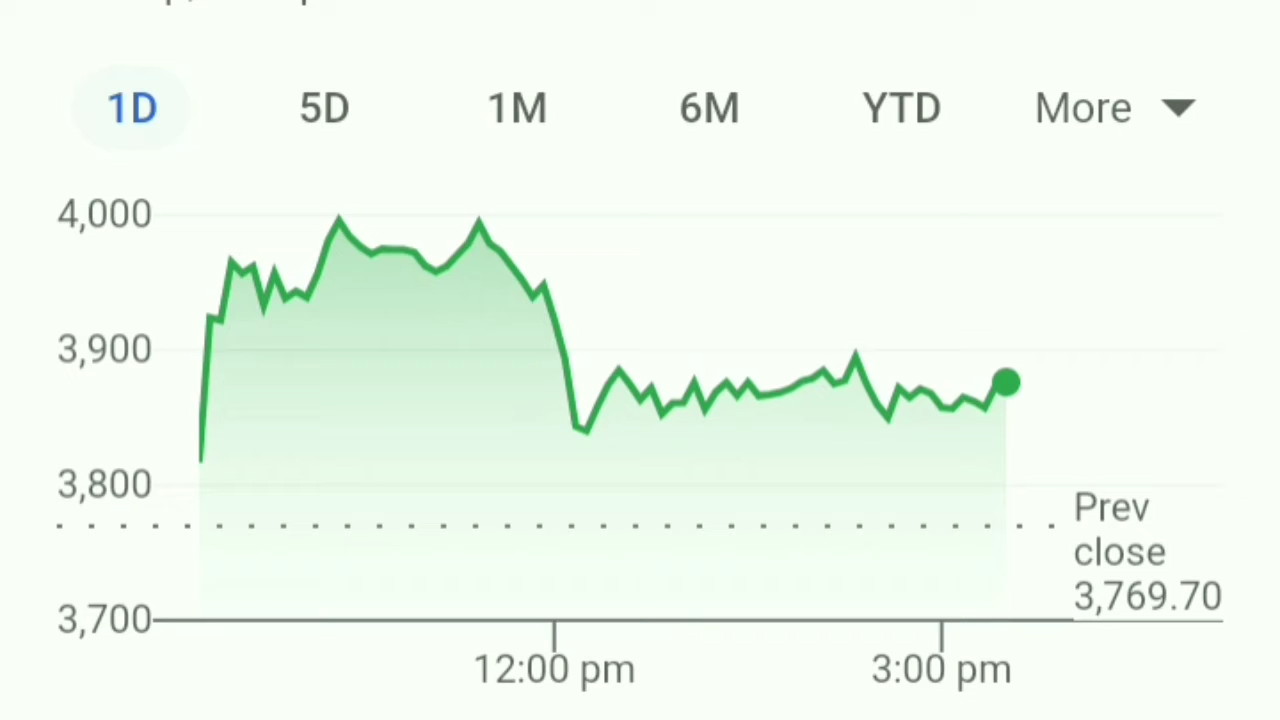 1D 5D 1M 6M YTD More
4,000
3,900
3,800
Prev
close
3,769.70
3,700
12:00 pm 3:00 pm